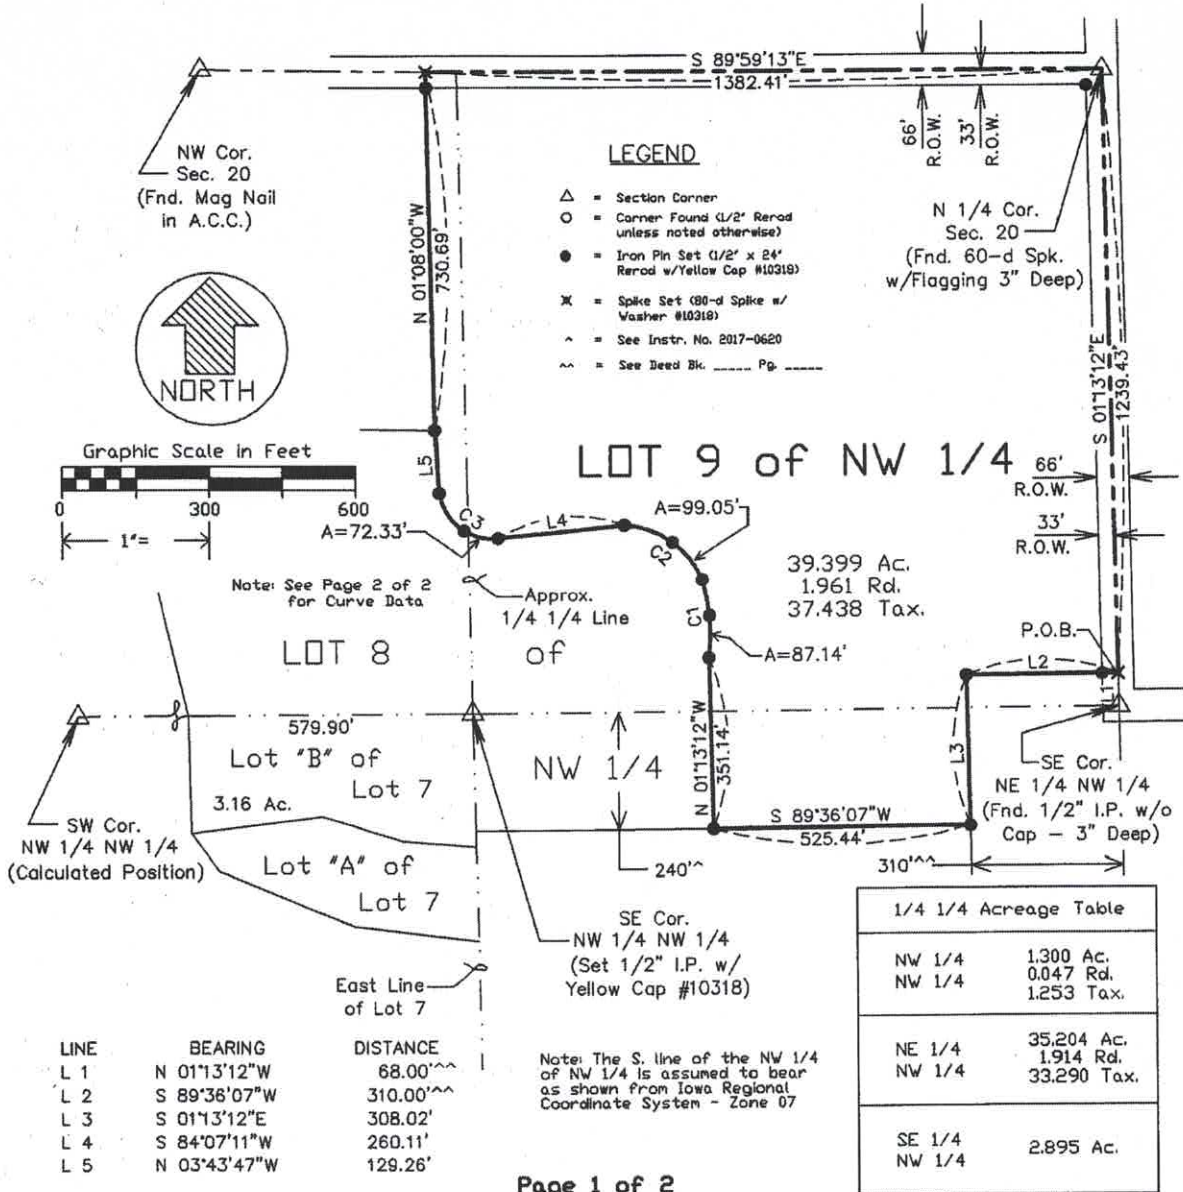 S 89°59'13"E
1382.41'
66'
R.O.W.
33'
R.O.W.
NW Cor.
Sec. 20
(Fnd. Mag Nail
in A.C.C.)
LEGEND
△ = Section Corner
○ = Corner Found (1/2" Rerod
unless noted otherwise)
● = Iron Pin Set (1/2" x 24"
Rerod w/Yellow Cap #10318)
= Spike Set (80-d Spike w/
Washer #10318)
^ = See Instr. No. 2017-0620
^^ = See Deed Bk. _____ Pg. _____
N 1/4 Cor.
Sec. 20
(Fnd. 60-d Spk.
w/Flagging 3" Deep)
N 01°08'00"W
730.69'
NORTH
S 01°13'12"E
1239.43'
Graphic Scale in Feet
0 300 600
1"=
LOT 9 of NW 1/4
66'
R.O.W.
33'
R.O.W.
L5
C3
A=72.33'
L4
A=99.05'
C2
39.399 Ac.
1.961 Rd.
37.438 Tax.
Note: See Page 2 of 2
for Curve Data
Approx.
1/4 1/4 Line
C1
A=87.14'
P.O.B.
LOT 8 of
L2
L1
579.90'
Lot "B" of
Lot 7
3.16 Ac.
NW 1/4
N 01°13'12"W
351.14'
L3
SE Cor.
NE 1/4 NW 1/4
(Fnd. 1/2" I.P. w/o
Cap - 3" Deep)
SW Cor.
NW 1/4 NW 1/4
(Calculated Position)
S 89°36'07"W
525.44'
Lot "A" of
Lot 7
240'^
310'^^
SE Cor.
NW 1/4 NW 1/4
(Set 1/2" I.P. w/
Yellow Cap #10318)
East Line
of Lot 7
1/4 1/4 Acreage Table
NW 1/4 1.300 Ac.
NW 1/4 0.047 Rd.
1.253 Tax.
NE 1/4 35.204 Ac.
NW 1/4 1.914 Rd.
33.290 Tax.
SE 1/4
NW 1/4 2.895 Ac.
LINE BEARING DISTANCE
L 1 N 01°13'12"W 68.00'^^
L 2 S 89°36'07"W 310.00'^^
L 3 S 01°13'12"E 308.02'
L 4 S 84°07'11"W 260.11'
L 5 N 03°43'47"W 129.26'
Note: The S. line of the NW 1/4
of NW 1/4 is assumed to bear
as shown from Iowa Regional
Coordinate System - Zone 07
Page 1 of 2